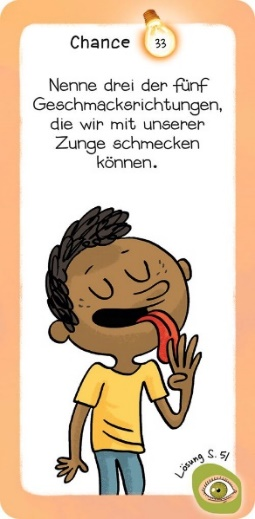 Chance 33
Nenne drei der fünf
Geschmacksrichtungen,
die wir mit unserer
Zunge schmecken
können.
Lösung S. 51